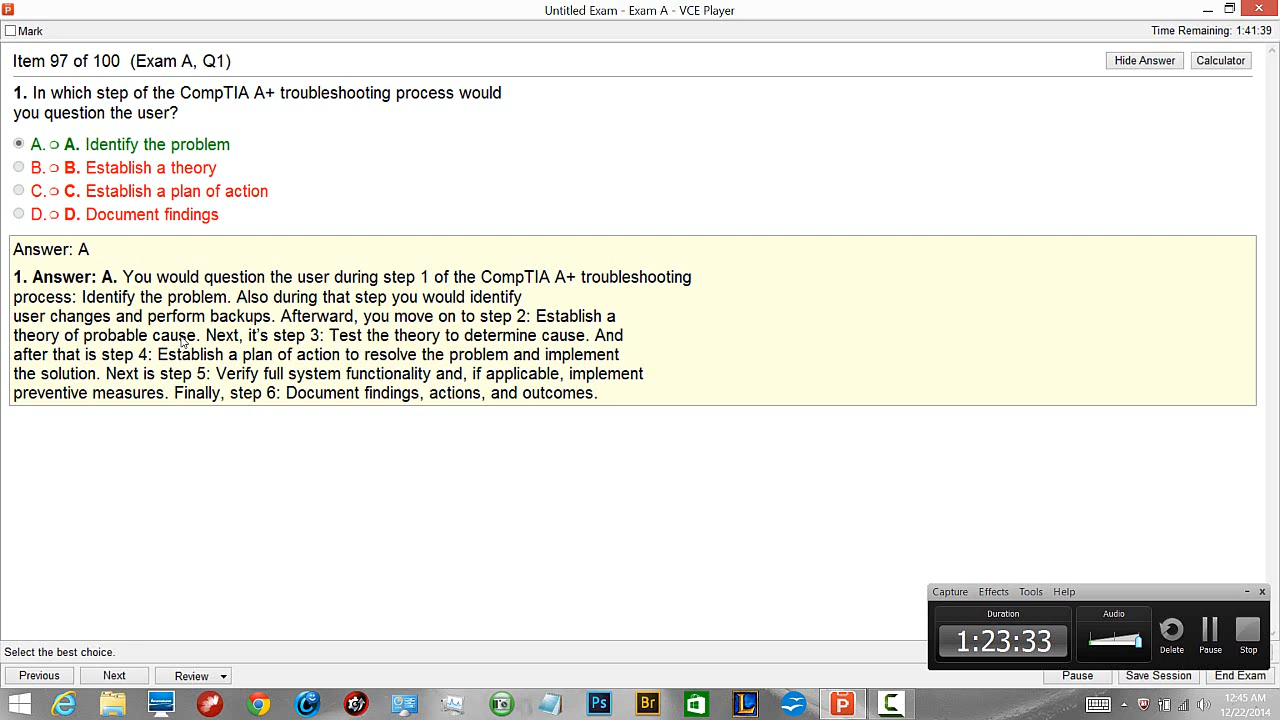 Untitled Exam - Exam A - VCE Player
Mark
Time Remaining: 1:41:39
Item 97 of 100 (Exam A, Q1)
Hide Answer
Calculator
1. In which step of the CompTIA A+ troubleshooting process would
you question the user?
A. ○ A. Identify the problem
B. ○ B. Establish a theory
C. ○ C. Establish a plan of action
D. ○ D. Document findings
Answer: A
1. Answer: A. You would question the user during step 1 of the CompTIA A+ troubleshooting
process: Identify the problem. Also during that step you would identify
user changes and perform backups. Afterward, you move on to step 2: Establish a
theory of probable cause. Next, it's step 3: Test the theory to determine cause. And
after that is step 4: Establish a plan of action to resolve the problem and implement
the solution. Next is step 5: Verify full system functionality and, if applicable, implement
preventive measures. Finally, step 6: Document findings, actions, and outcomes.
Capture Effects Tools Help
Duration
Audio
1:23:33
Delete
Pause
Stop
Select the best choice.
Previous
Next
Review
Pause
Save Session
End Exam
Ps
Br
12:45 AM
12/22/2014